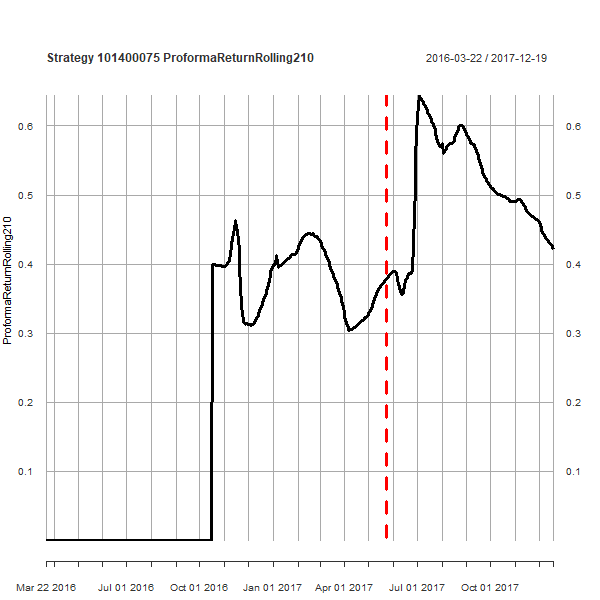 Strategy 101400075 ProformaReturnRolling210
2016-03-22 / 2017-12-19
0.6
0.6
0.5
0.5
0.4
0.4
0.3
0.3
0.2
0.2
0.1
0.1
ProformaReturnRolling210
Mar 22 2016
Jul 01 2016
Oct 01 2016
Jan 01 2017
Apr 01 2017
Jul 01 2017
Oct 01 2017